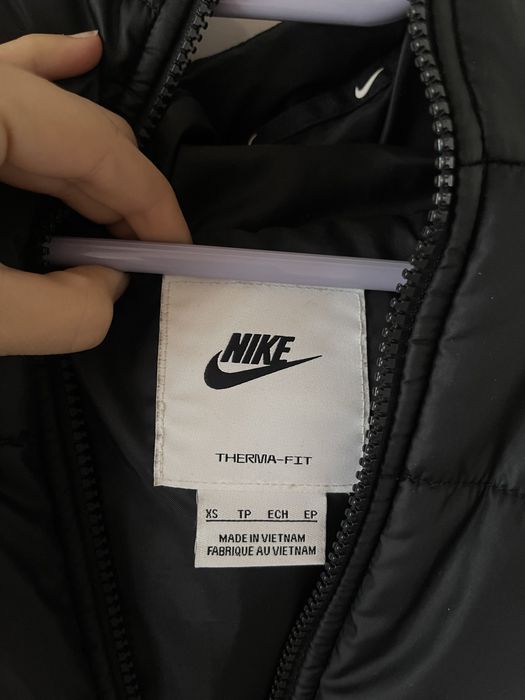 NIKE
THERMA-FIT
XS TP ECH EP
MADE IN VIETNAM
FABRIQUE AU VIETNAM